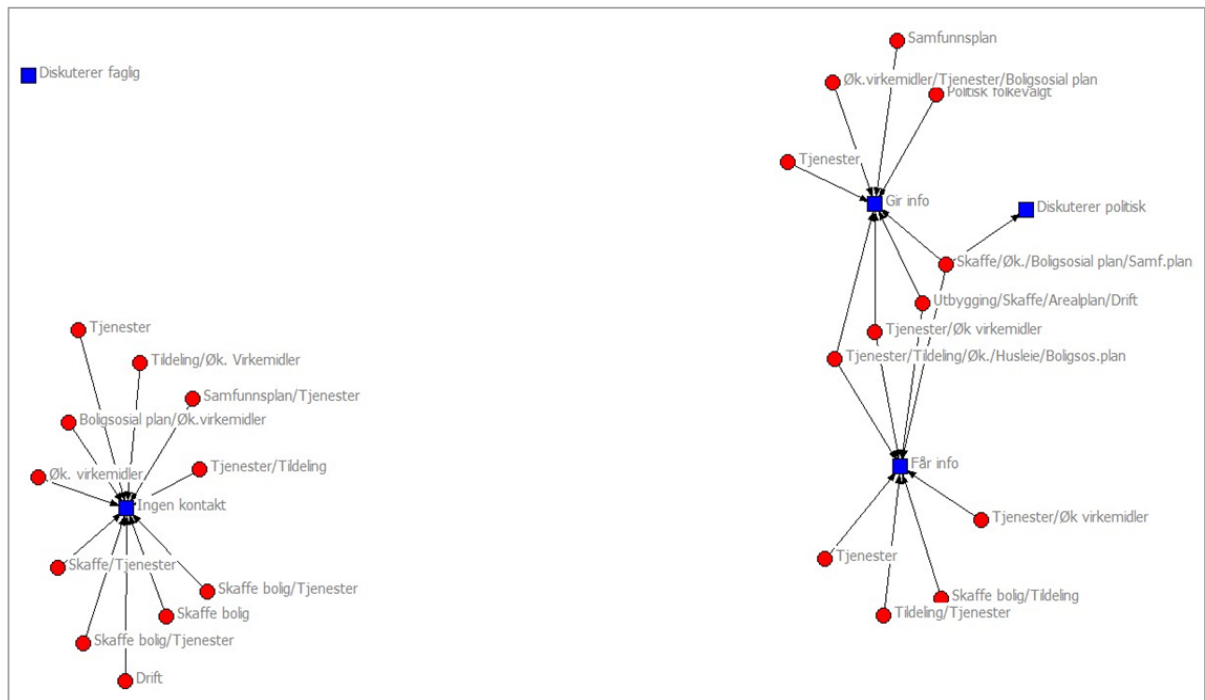 Samfunnsplan
Diskuterer faglig
Øk.virkemidler/Tjenester/Boligsosial plan
Politisk folkevalgt
Tjenester
Gir info
Diskuterer politisk
Skaffe/Øk./Boligsosial plan/Samf.plan
Utbygging/Skaffe/Arealplan/Drift
Tjenester/Øk virkemidler
Tjenester/Tildeling/Øk./Husleie/Boligsos.plan
Tjenester
Tildeling/Øk. Virkemidler
Samfunnsplan/Tjenester
Boligsosial plan/Øk.virkemidler
Tjenester/Tildeling
Øk. virkemidler
Ingen kontakt
Skaffe/Tjenester
Skaffe bolig/Tjenester
Skaffe bolig
Skaffe bolig/Tjenester
Drift
Får info
Tjenester/Øk virkemidler
Tjenester
Skaffe bolig/Tildeling
Tildeling/Tjenester